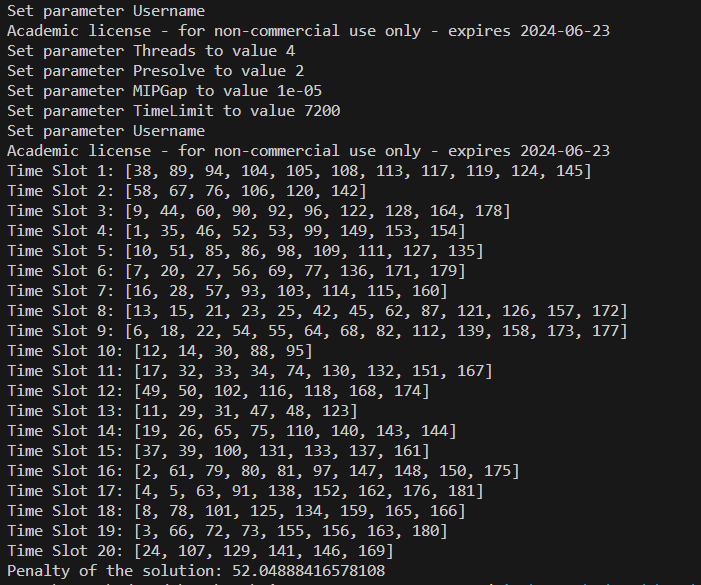 Set parameter Username
Academic license - for non-commercial use only - expires 2024-06-23
Set parameter Threads to value 4
Set parameter Presolve to value 2
Set parameter MIPGap to value 1e-05
Set parameter TimeLimit to value 7200
Set parameter Username
Academic license - for non-commercial use only - expires 2024-06-23
Time Slot 1: [38, 89, 94, 104, 105, 108, 113, 117, 119, 124, 145]
Time Slot 2: [58, 67, 76, 106, 120, 142]
Time Slot 3: [9, 44, 60, 90, 92, 96, 122, 128, 164, 178]
Time Slot 4: [1, 35, 46, 52, 53, 99, 149, 153, 154]
Time Slot 5: [10, 51, 85, 86, 98, 109, 111, 127, 135]
Time Slot 6: [7, 20, 27, 56, 69, 77, 136, 171, 179]
Time Slot 7: [16, 28, 57, 93, 103, 114, 115, 160]
Time Slot 8: [13, 15, 21, 23, 25, 42, 45, 62, 87, 121, 126, 157, 172]
Time Slot 9: [6, 18, 22, 54, 55, 64, 68, 82, 112, 139, 158, 173, 177]
Time Slot 10: [12, 14, 30, 88, 95]
Time Slot 11: [17, 32, 33, 34, 74, 130, 132, 151, 167]
Time Slot 12: [49, 50, 102, 116, 118, 168, 174]
Time Slot 13: [11, 29, 31, 47, 48, 123]
Time Slot 14: [19, 26, 65, 75, 110, 140, 143, 144]
Time Slot 15: [37, 39, 100, 131, 133, 137, 161]
Time Slot 16: [2, 61, 79, 80, 81, 97, 147, 148, 150, 175]
Time Slot 17: [4, 5, 63, 91, 138, 152, 162, 176, 181]
Time Slot 18: [8, 78, 101, 125, 134, 159, 165, 166]
Time Slot 19: [3, 66, 72, 73, 155, 156, 163, 180]
Time Slot 20: [24, 107, 129, 141, 146, 169]
Penalty of the solution: 52.04888416578108